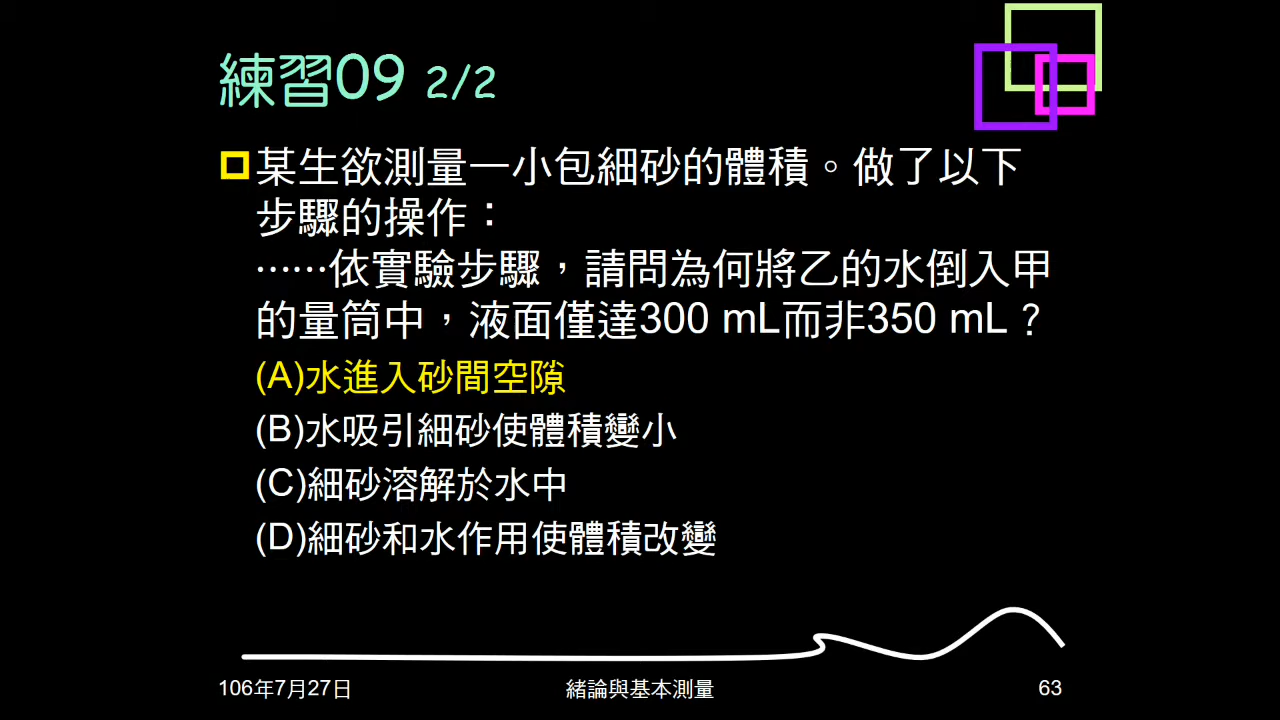 練習09 2/2
某生欲測量一小包細砂的體積。做了以下
步驟的操作：
……依實驗步驟，請問為何將乙的水倒入甲
的量筒中，液面僅達300 mL而非350 mL？
(A)水進入砂間空隙
(B)水吸引細砂使體積變小
(C)細砂溶解於水中
(D)細砂和水作用使體積改變
106年7月27日
緒論與基本測量
63